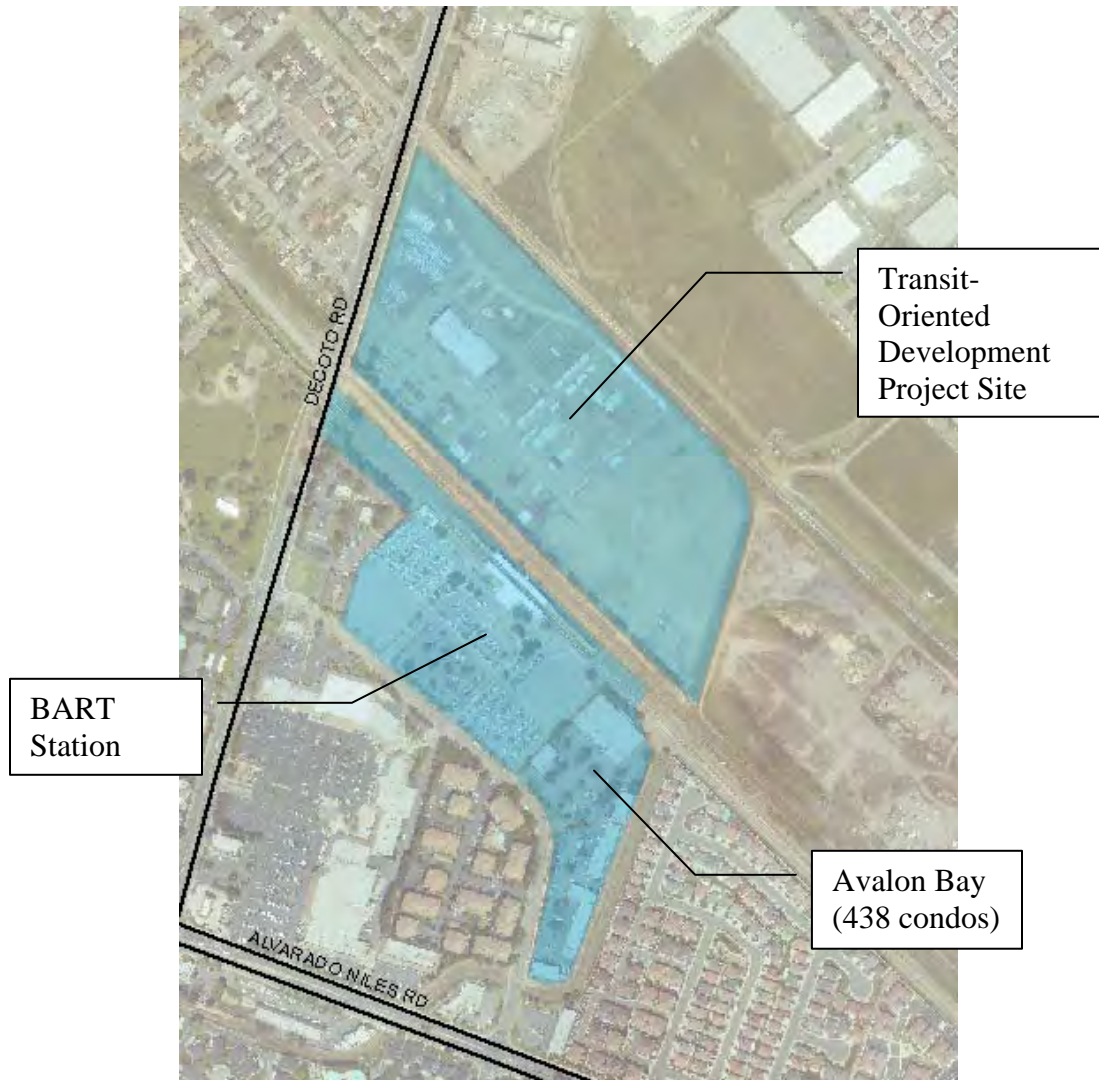 Transit-
Oriented
Development
Project Site
DECOTO RD
BART
Station
Avalon Bay
(438 condos)
ALVARADO NILES RD